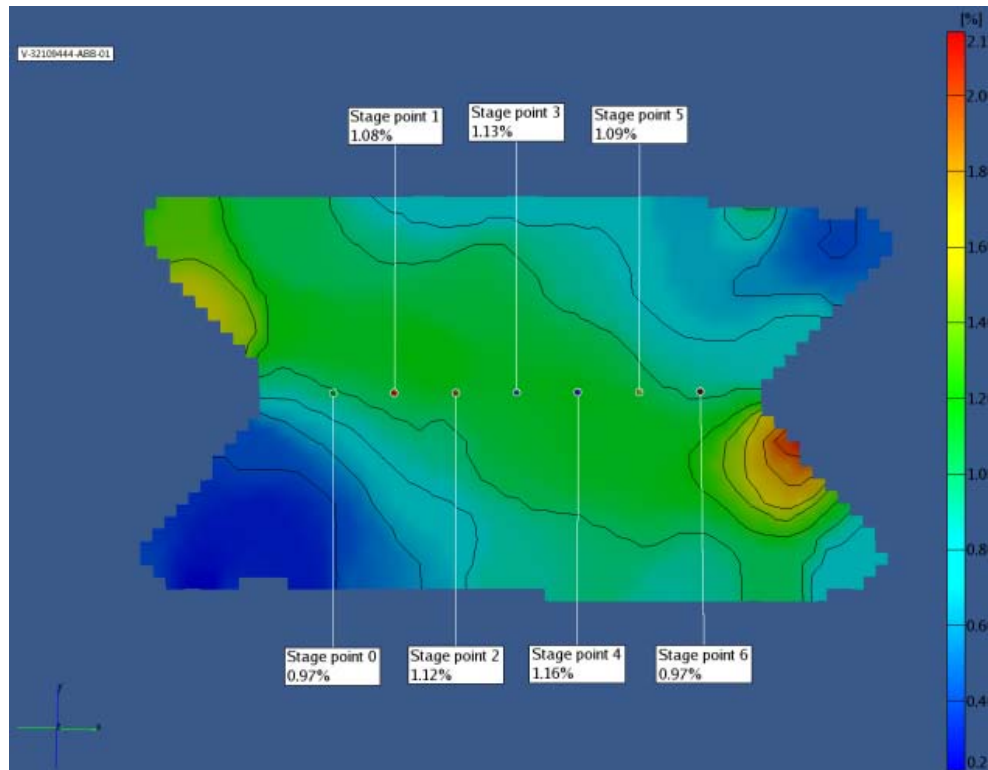 [%]
V-32109444-ABB-01
2.1
Stage point 1
1.08%
Stage point 3
1.13%
Stage point 5
1.09%
2.0
1.8
1.6
1.4
1.2
1.0
0.8
0.6
0.4
0.2
Stage point 0
0.97%
Stage point 2
1.12%
Stage point 4
1.16%
Stage point 6
0.97%